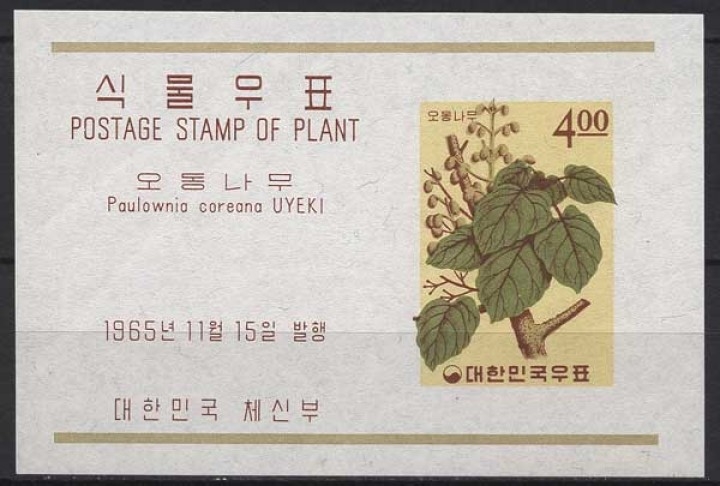 식물우표
POSTAGE STAMP OF PLANT
오동나무
Paulownia coreana UYEKI
1965년 11월 15일 발행
대한민국 체신부
오동나무
4.00
대한민국우표